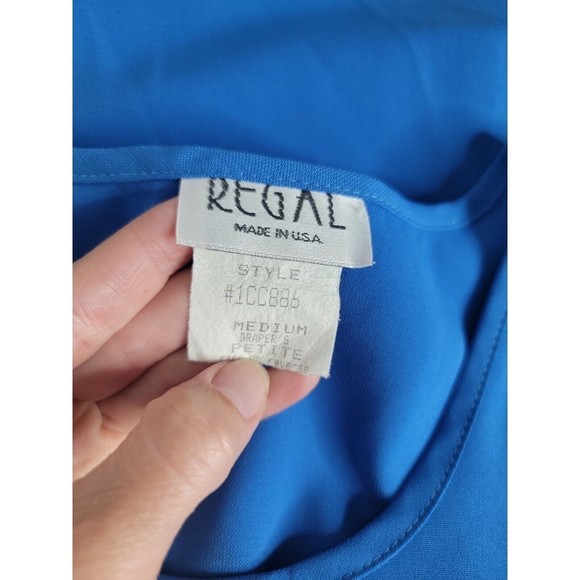 REGAL
MADE IN U.S.A.
STYLE
#1CC886
MEDIUM
DRAPER'S
PETITE